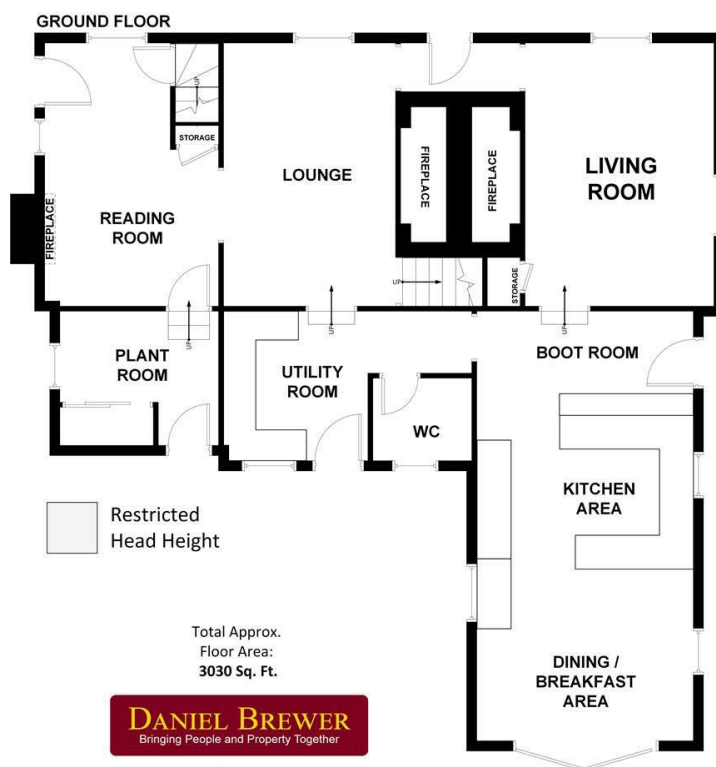 GROUND FLOOR
UP
STORAGE
LOUNGE
FIREPLACE
FIREPLACE
LIVING
ROOM
FIREPLACE
READING
ROOM
UP
STORAGE
UP
UP
UP
PLANT
ROOM
UTILITY
ROOM
BOOT ROOM
WC
KITCHEN
AREA
Restricted
Head Height
DINING /
BREAKFAST
AREA
Total Approx.
Floor Area:
3030 Sq. Ft.
DANIEL BREWER
Bringing People and Property Together